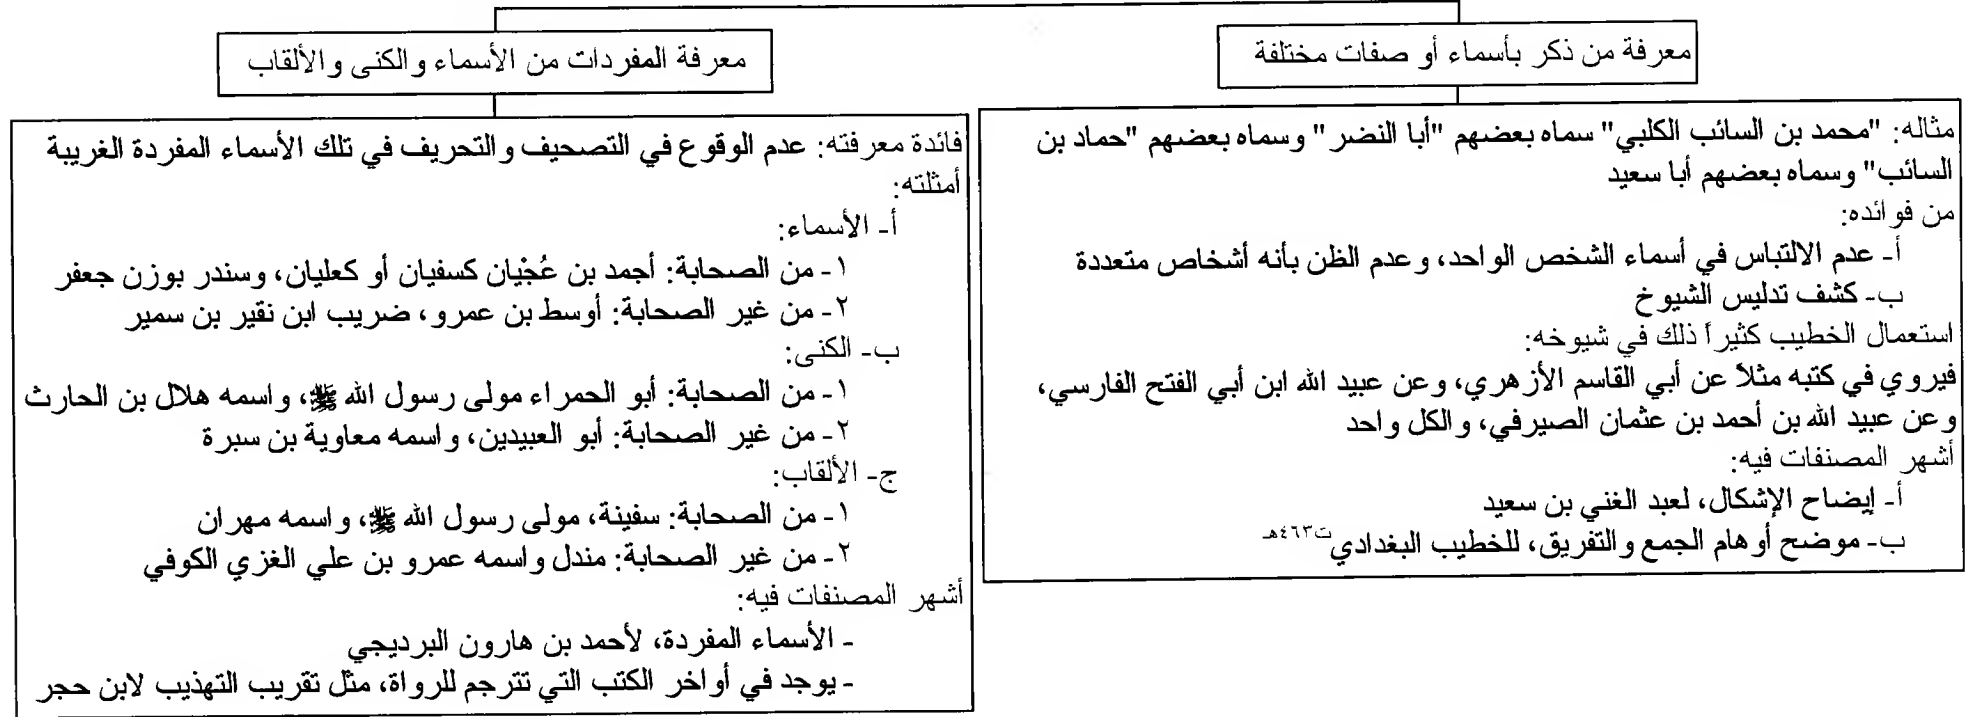 معرفة من ذكر بأسماء أو صفات مختلفة
مثاله: "محمد بن السائب الكلبي" سماه بعضهم "أبا النضر" وسماه بعضهم "حماد بن
السائب" وسماه بعضهم أبا سعيد
من فوائده:
أ- عدم الالتباس في أسماء الشخص الواحد، وعدم الظن بأنه أشخاص متعددة
ب- كشف تدليس الشيوخ
استعمال الخطيب كثيراً ذلك في شيوخه:
فيروي في كتبه مثلاً عن أبي القاسم الأزهري، وعن عبيد الله ابن أبي الفتح الفارسي،
وعن عبيد الله بن أحمد بن عثمان الصيرفي، والكل واحد
أشهر المصنفات فيه:
أ- إيضاح الإشكال، لعبد الغني بن سعيد
ب- موضح أوهام الجمع والتفريق، للخطيب البغدادي ت٤٦٣هـ
معرفة المفردات من الأسماء والكنى والألقاب
فائدة معرفته: عدم الوقوع في التصحيف والتحريف في تلك الأسماء المفردة الغريبة
أمثلته:
أ- الأسماء:
١- من الصحابة: أجمد بن عُجْيان كسفيان أو كعليان، وسندر بوزن جعفر
٢- من غير الصحابة: أوسط بن عمرو، ضريب ابن نقير بن سمير
ب- الكنى:
١- من الصحابة: أبو الحمراء مولى رسول الله ﷺ، واسمه هلال بن الحارث
٢- من غير الصحابة: أبو العبيدين، واسمه معاوية بن سبرة
ج- الألقاب:
١- من الصحابة: سفينة، مولى رسول الله ﷺ، واسمه مهران
٢- من غير الصحابة: مندل واسمه عمرو بن علي الغزي الكوفي
أشهر المصنفات فيه:
- الأسماء المفردة، لأحمد بن هارون البرديجي
- يوجد في أواخر الكتب التي تترجم للرواة، مثل تقريب التهذيب لابن حجر